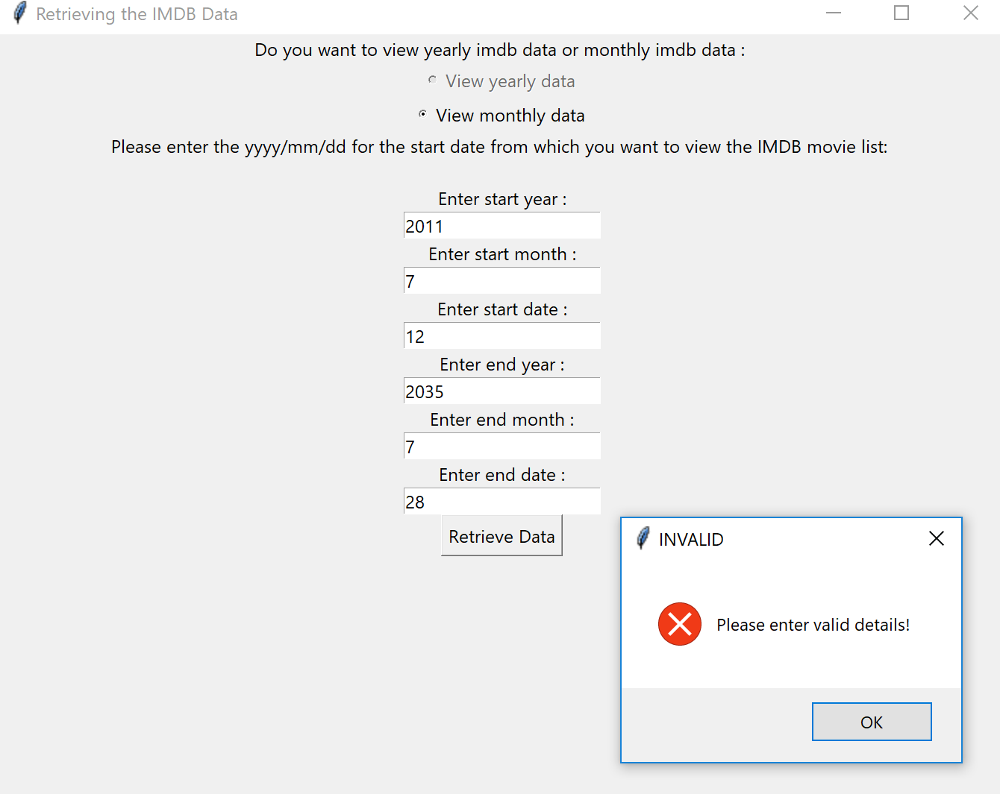 Retrieving the IMDB Data
Do you want to view yearly imdb data or monthly imdb data :
View yearly data
View monthly data
Please enter the yyyy/mm/dd for the start date from which you want to view the IMDB movie list:
Enter start year :
2011
Enter start month :
7
Enter start date :
12
Enter end year :
2035
Enter end month :
7
Enter end date :
28
Retrieve Data
INVALID
Please enter valid details!
OK